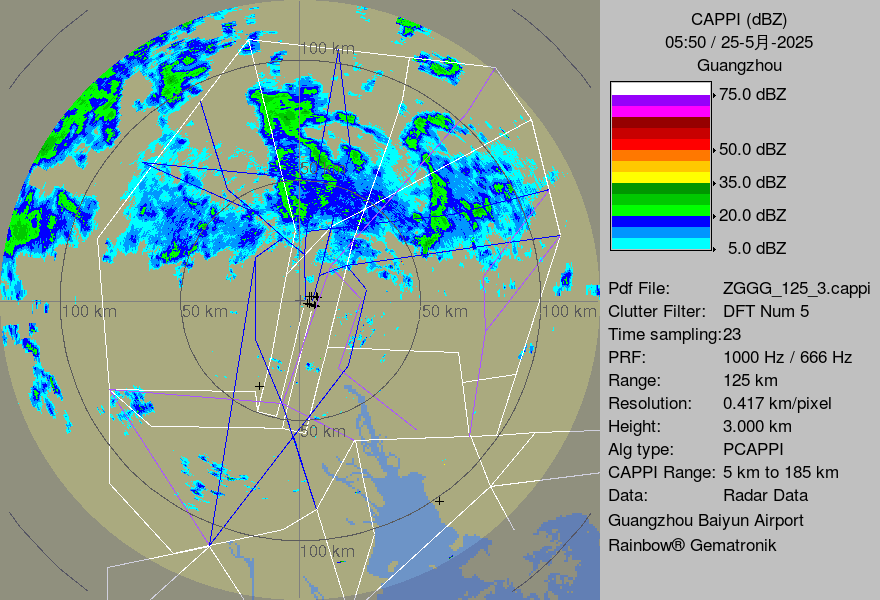 CAPPI (dBZ)
05:50 / 25-5月-2025
Guangzhou
75.0 dBZ
50.0 dBZ
35.0 dBZ
20.0 dBZ
5.0 dBZ
Pdf File: ZGGG_125_3.cappi
Clutter Filter: DFT Num 5
Time sampling:23
PRF: 1000 Hz / 666 Hz
Range: 125 km
Resolution: 0.417 km/pixel
Height: 3.000 km
Alg type: PCAPPI
CAPPI Range: 5 km to 185 km
Data: Radar Data
Guangzhou Baiyun Airport
Rainbow® Gematronik
100 km
100 km
50 km
50 km
100 km
50 km
100 km